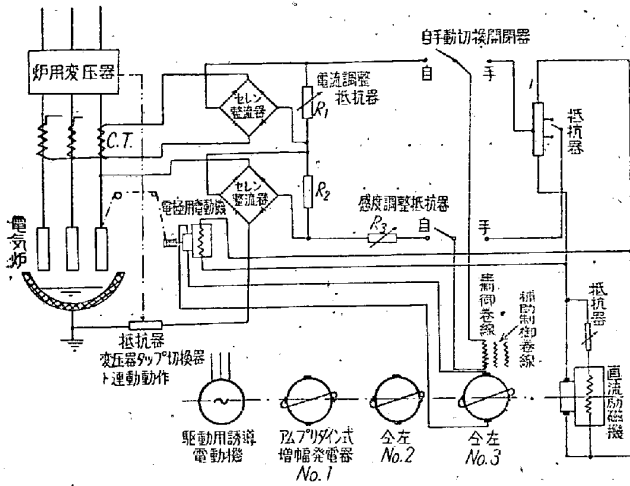 自手動切換開閉器
炉用変圧器
セレン
整流器
電流調整
抵抗器
R₁
自
手
1
抵抗器
C.T.
セレン
整流器
R₂
電極用電動機
感度調整抵抗器
自
手
R₃
電気炉
主制御巻線
補助制御巻線
抵抗器
抵抗器
変圧器タップ切換器
ト連動動作
直流励磁機
~
駆動用誘導
電動機
アムプリダイン式
増幅発電器
No.1
仝左
No.2
仝左
No.3